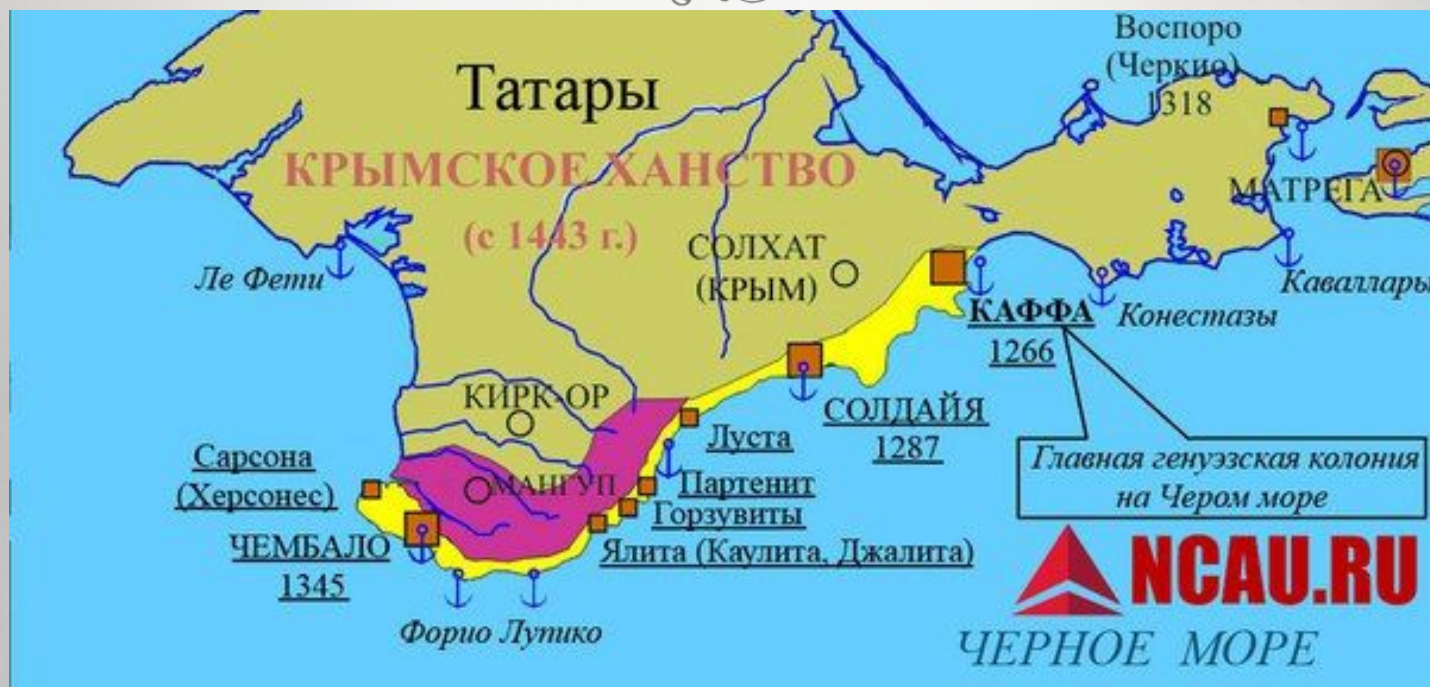 Воспоро
(Черкио)
1318
Татары
КРЫМСКОЕ ХАНСТВО
(с 1443 г.)
МАТРЕГА
СОЛХАТ
(КРЫМ)
Ле Фети
Каваллары
КАФФА
1266
Конестазы
КИРК-ОР
СОЛДАЙЯ
1287
Луста
Главная генуэзская колония
на Чером море
Сарсона
(Херсонес)
МАНГУП
Партенит
Горзувиты
ЧЕМБАЛО
1345
Ялита (Каулита, Джалита)
Форио Лупико
NCAU.RU
ЧЕРНОЕ МОРЕ